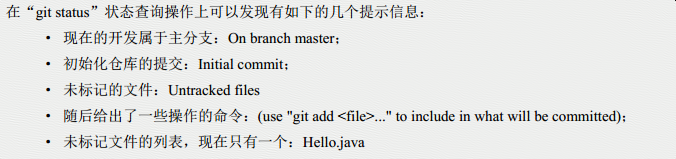 在“git status”状态查询操作上可以发现有如下的几个提示信息：
• 现在的开发属于主分支：On branch master；
• 初始化仓库的提交：Initial commit；
• 未标记的文件：Untracked files
• 随后给出了一些操作的命令：(use "git add <file>..." to include in what will be committed)；
• 未标记文件的列表，现在只有一个：Hello.java